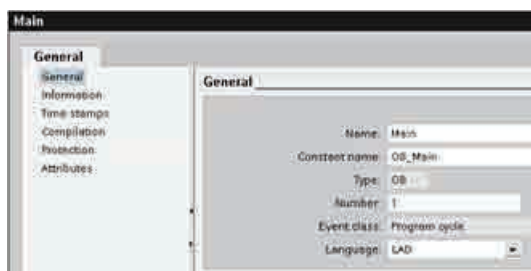 Main
General
General
Information
Time stamps
Compilation
Protection
Attributes
General
Name: Main
Constant name: OB_Main
Type: OB
Number: 1
Event class: Program cycle
Language: LAD